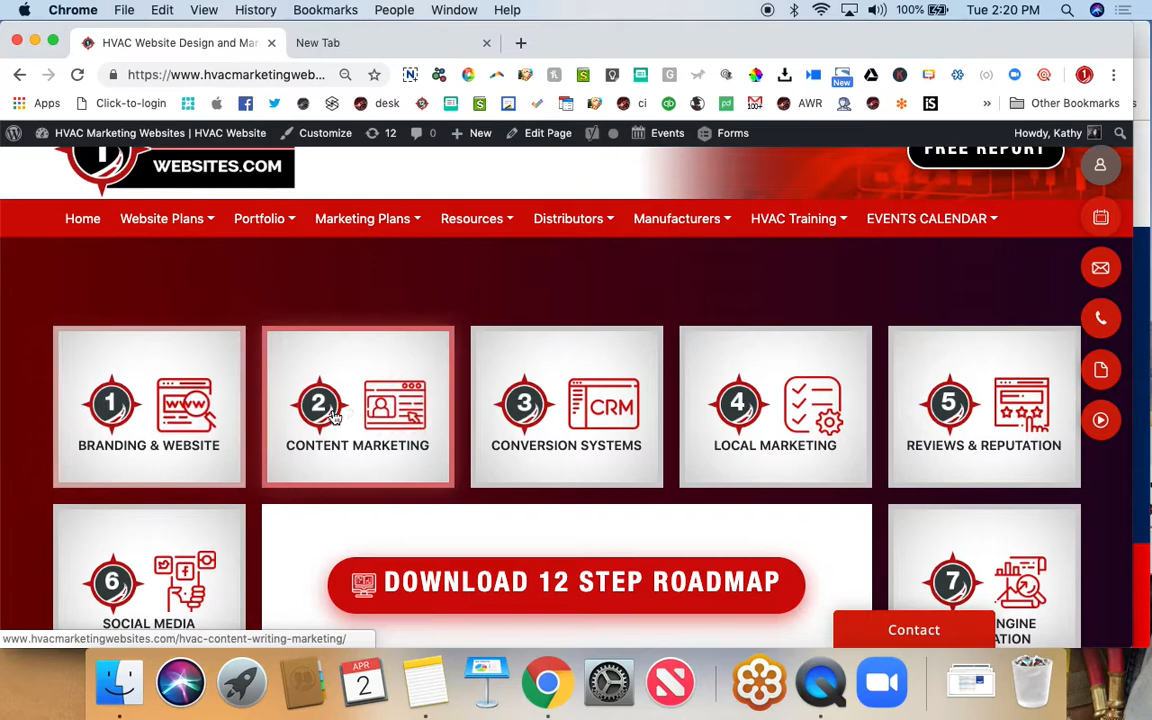 Chrome File Edit View History Bookmarks People Window Help 100% Tue 2:20 PM
HVAC Website Design and Mar New Tab
https://www.hvacmarketingweb... New
Apps Click-to-login desk ci 100+ AWR iS » Other Bookmarks
HVAC Marketing Websites | HVAC Website Customize 12 0 New Edit Page Events Forms Howdy, Kathy
WEBSITES.COM
FREE REPORT
Home Website Plans Portfolio Marketing Plans Resources Distributors Manufacturers HVAC Training EVENTS CALENDAR
1 2 3 CRM 4 5
BRANDING & WEBSITE CONTENT MARKETING CONVERSION SYSTEMS LOCAL MARKETING REVIEWS & REPUTATION
6 DOWNLOAD 12 STEP ROADMAP 7
SOCIAL MEDIA
Contact
www.hvacmarketingwebsites.com/hvac-content-writing-marketing/
APR
2